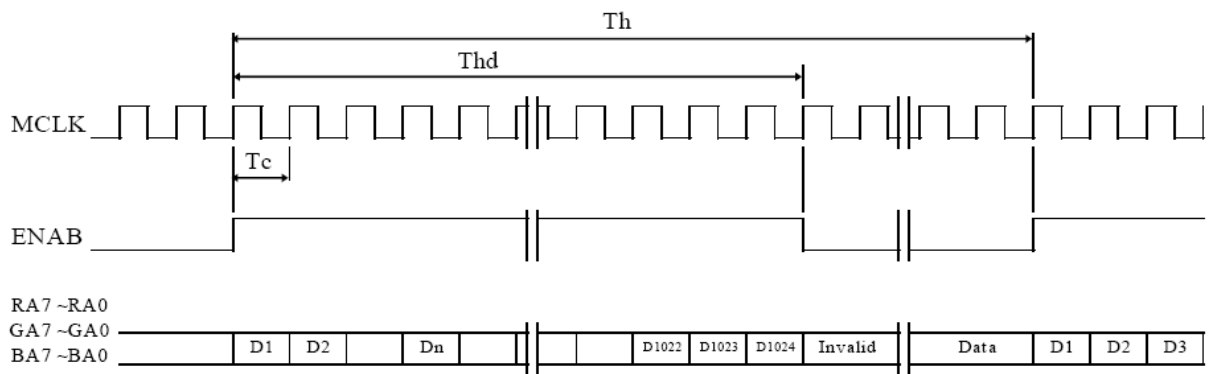 Th
Thd
MCLK
Tc
ENAB
RA7 ~RA0
GA7 ~GA0
BA7 ~BA0
D1 D2 Dn D1022 D1023 D1024 Invalid Data D1 D2 D3